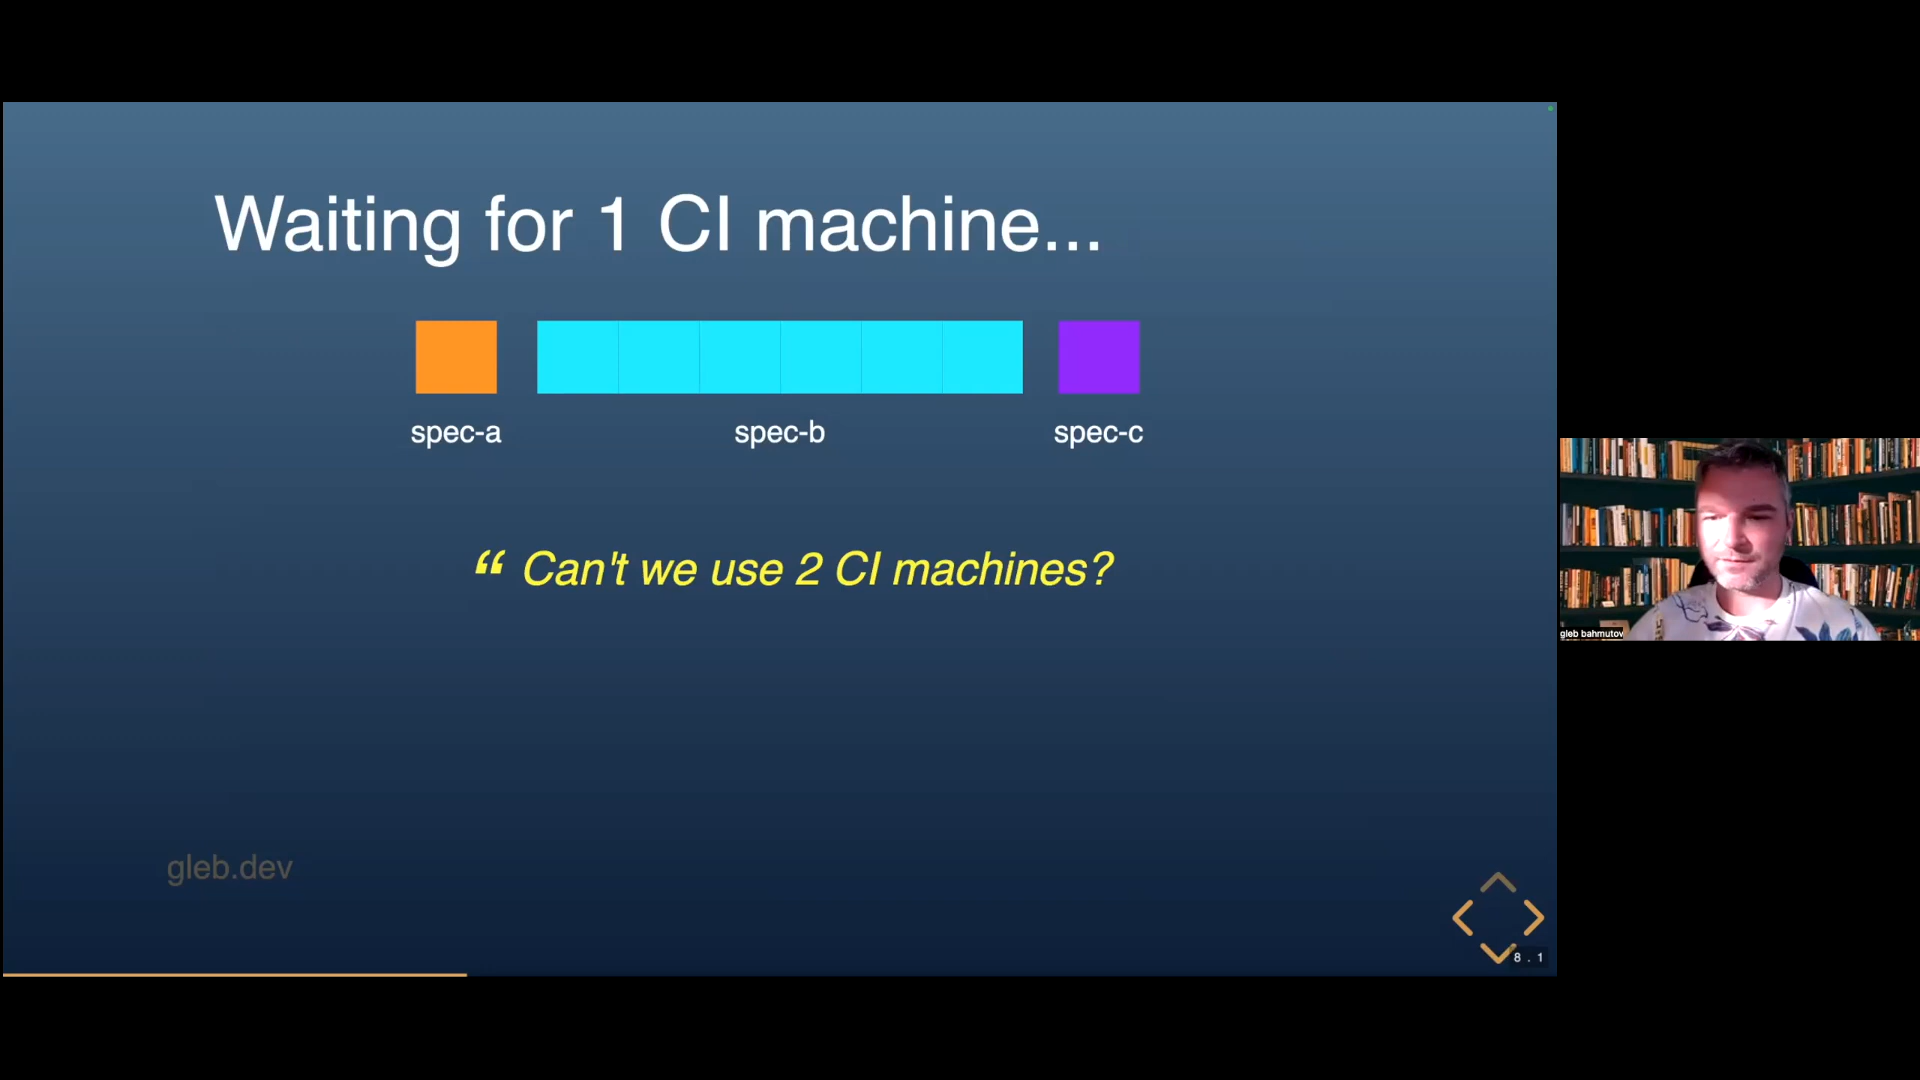 Waiting for 1 CI machine...
spec-a spec-b spec-c
“ Can't we use 2 CI machines?
gleb bahmutov
gleb.dev
8 . 1